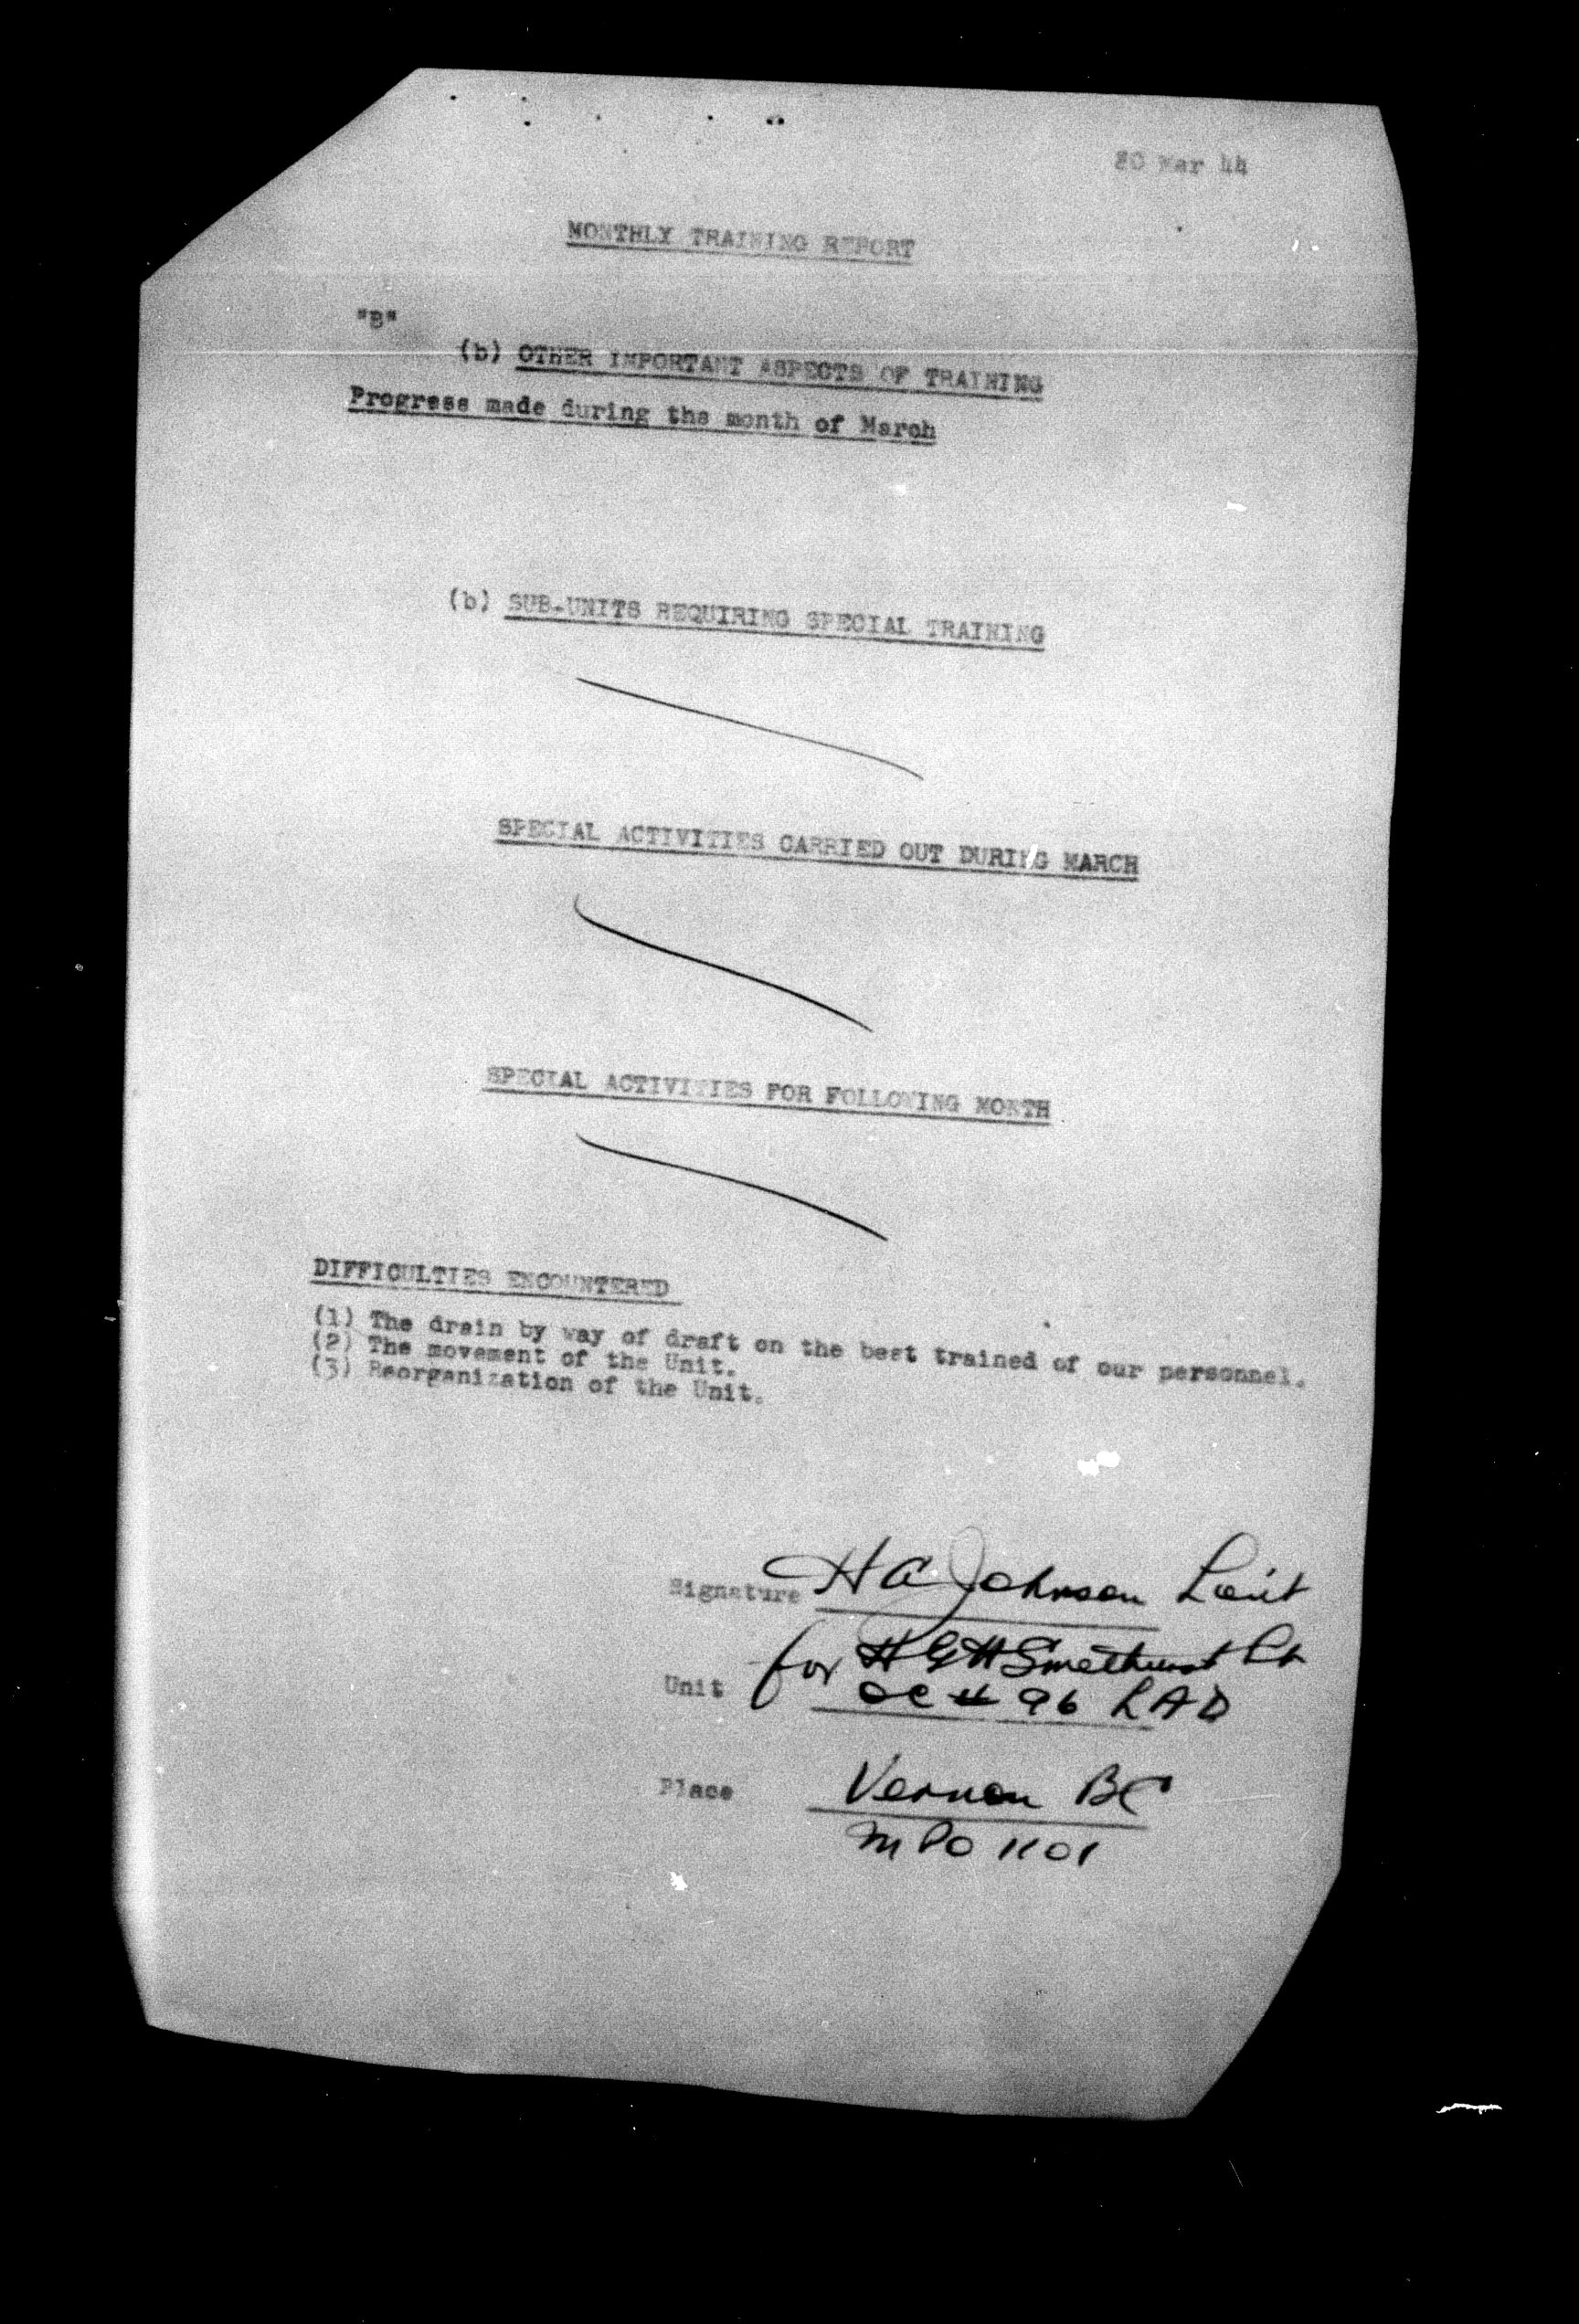 Mar 44
MONTHLY TRAINING REPORT
"B"
(b) OTHER IMPORTANT ASPECTS OF TRAINING
Progress made during the month of March
(b) SUB-UNITS REQUIRING SPECIAL TRAINING
SPECIAL ACTIVITIES CARRIED OUT DURING MARCH
SPECIAL ACTIVITIES FOR FOLLOWING MONTH
DIFFICULTIES ENCOUNTERED
(1) The drain by way of draft on the best trained of our personnel.
(2) The movement of the Unit.
(3) Reorganization of the Unit.
Signature H A Johnson Lieut
for H G H Smethurst Lt
Unit OC # 96 LAD
Place Vernon BC
MPO 1101